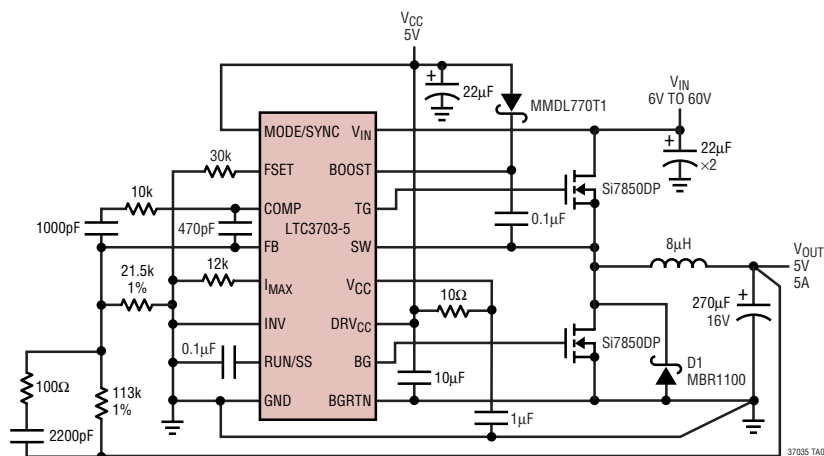 VCC
5V
+
22µF
MMDL770T1
VIN
6V TO 60V
+
22µF
×2
MODE/SYNC
VIN
30k
FSET
BOOST
Si7850DP
10k
COMP
TG
1000pF
470pF
LTC3703-5
0.1µF
FB
SW
8µH
VOUT
5V
5A
21.5k
1%
12k
IMAX
VCC
10Ω
+
270µF
16V
INV
DRVCC
Si7850DP
0.1µF
RUN/SS
BG
D1
MBR1100
100Ω
113k
1%
10µF
GND
BGRTN
1µF
2200pF
37035 TA0